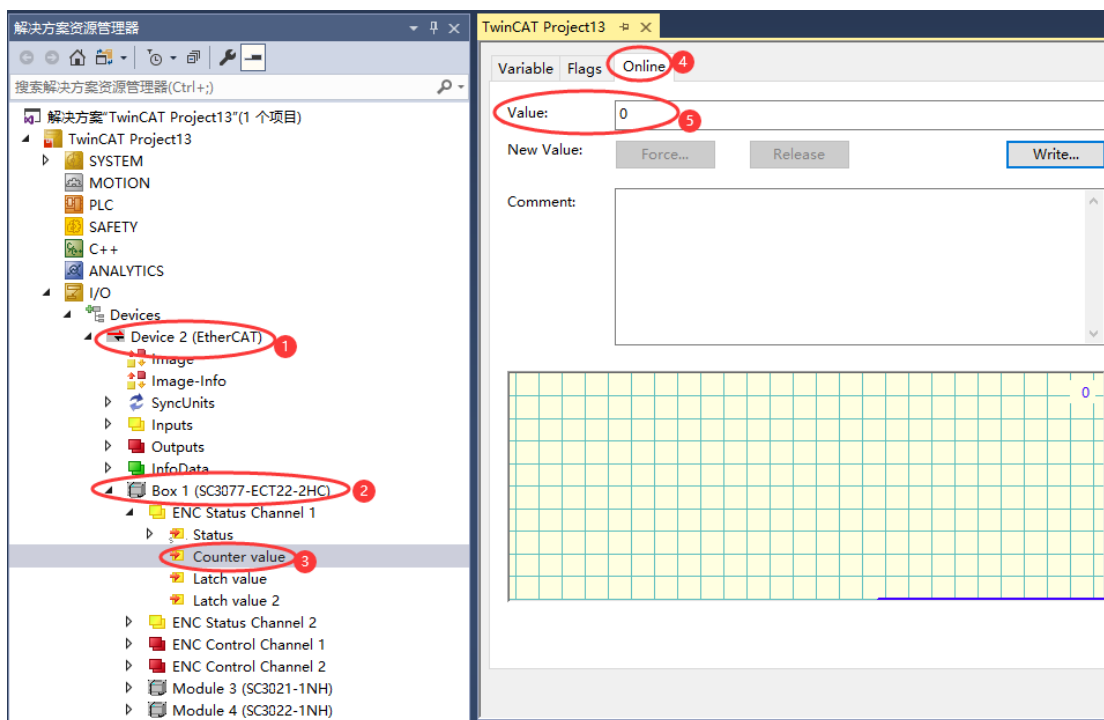 解决方案资源管理器
搜索解决方案资源管理器(Ctrl+;)
解决方案"TwinCAT Project13"(1 个项目)
TwinCAT Project13
SYSTEM
MOTION
PLC
SAFETY
C++
ANALYTICS
I/O
Devices
Device 2 (EtherCAT)
1
Image
Image-Info
SyncUnits
Inputs
Outputs
InfoData
Box 1 (SC3077-ECT22-2HC)
2
ENC Status Channel 1
Status
Counter value
3
Latch value
Latch value 2
ENC Status Channel 2
ENC Control Channel 1
ENC Control Channel 2
Module 3 (SC3021-1NH)
Module 4 (SC3022-1NH)
TwinCAT Project13
Variable Flags Online 4
Value: 0 5
New Value: Force... Release Write...
Comment:
0